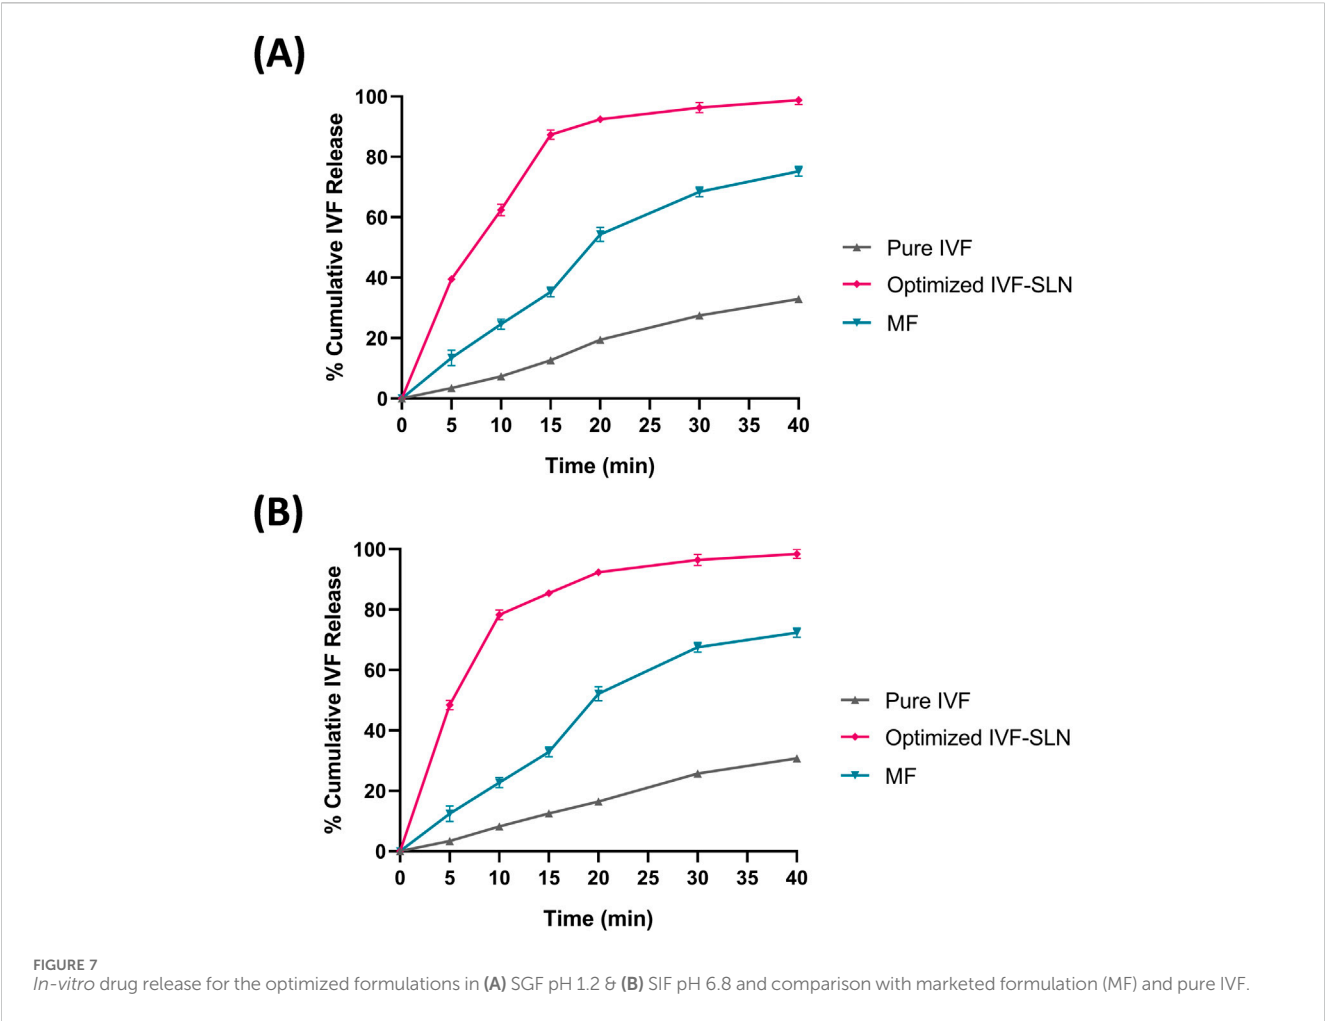 (A)
100
80
60
40
20
0
% Cumulative IVF Release
0 5 10 15 20 25 30 35 40
Time (min)
Pure IVF
Optimized IVF-SLN
MF
(B)
100
80
60
40
20
0
% Cumulative IVF Release
0 5 10 15 20 25 30 35 40
Time (min)
Pure IVF
Optimized IVF-SLN
MF
FIGURE 7
In-vitro drug release for the optimized formulations in (A) SGF pH 1.2 & (B) SIF pH 6.8 and comparison with marketed formulation (MF) and pure IVF.